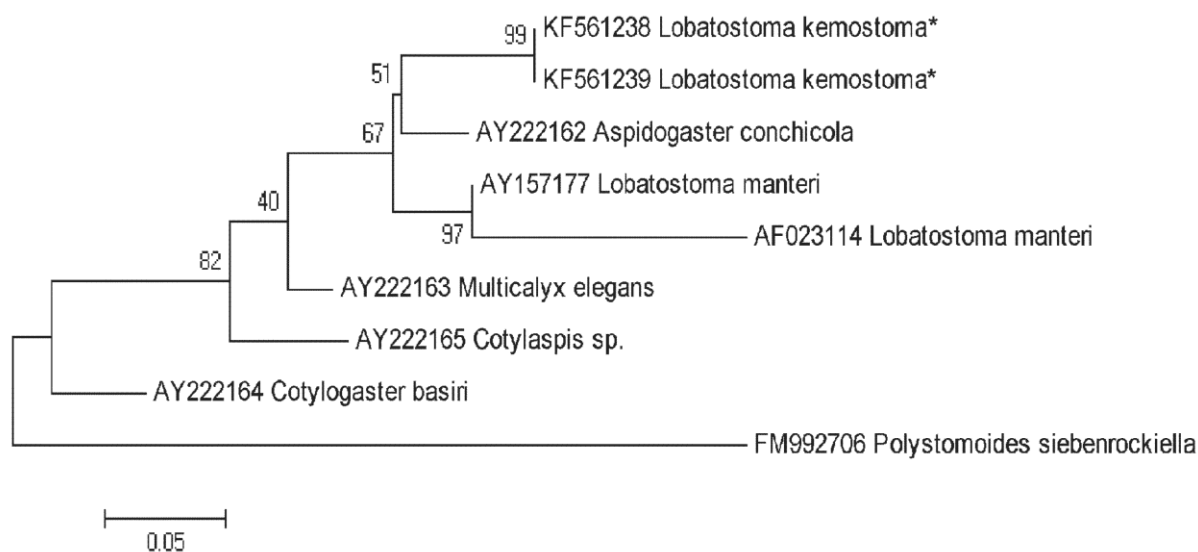 99
KF561238 Lobatostoma kemostoma*
51
KF561239 Lobatostoma kemostoma*
67
AY222162 Aspidogaster conchicola
AY157177 Lobatostoma manteri
40
97
AF023114 Lobatostoma manteri
82
AY222163 Multicalyx elegans
AY222165 Cotylaspis sp.
AY222164 Cotylogaster basiri
FM992706 Polystomoides siebenrockiella
0.05